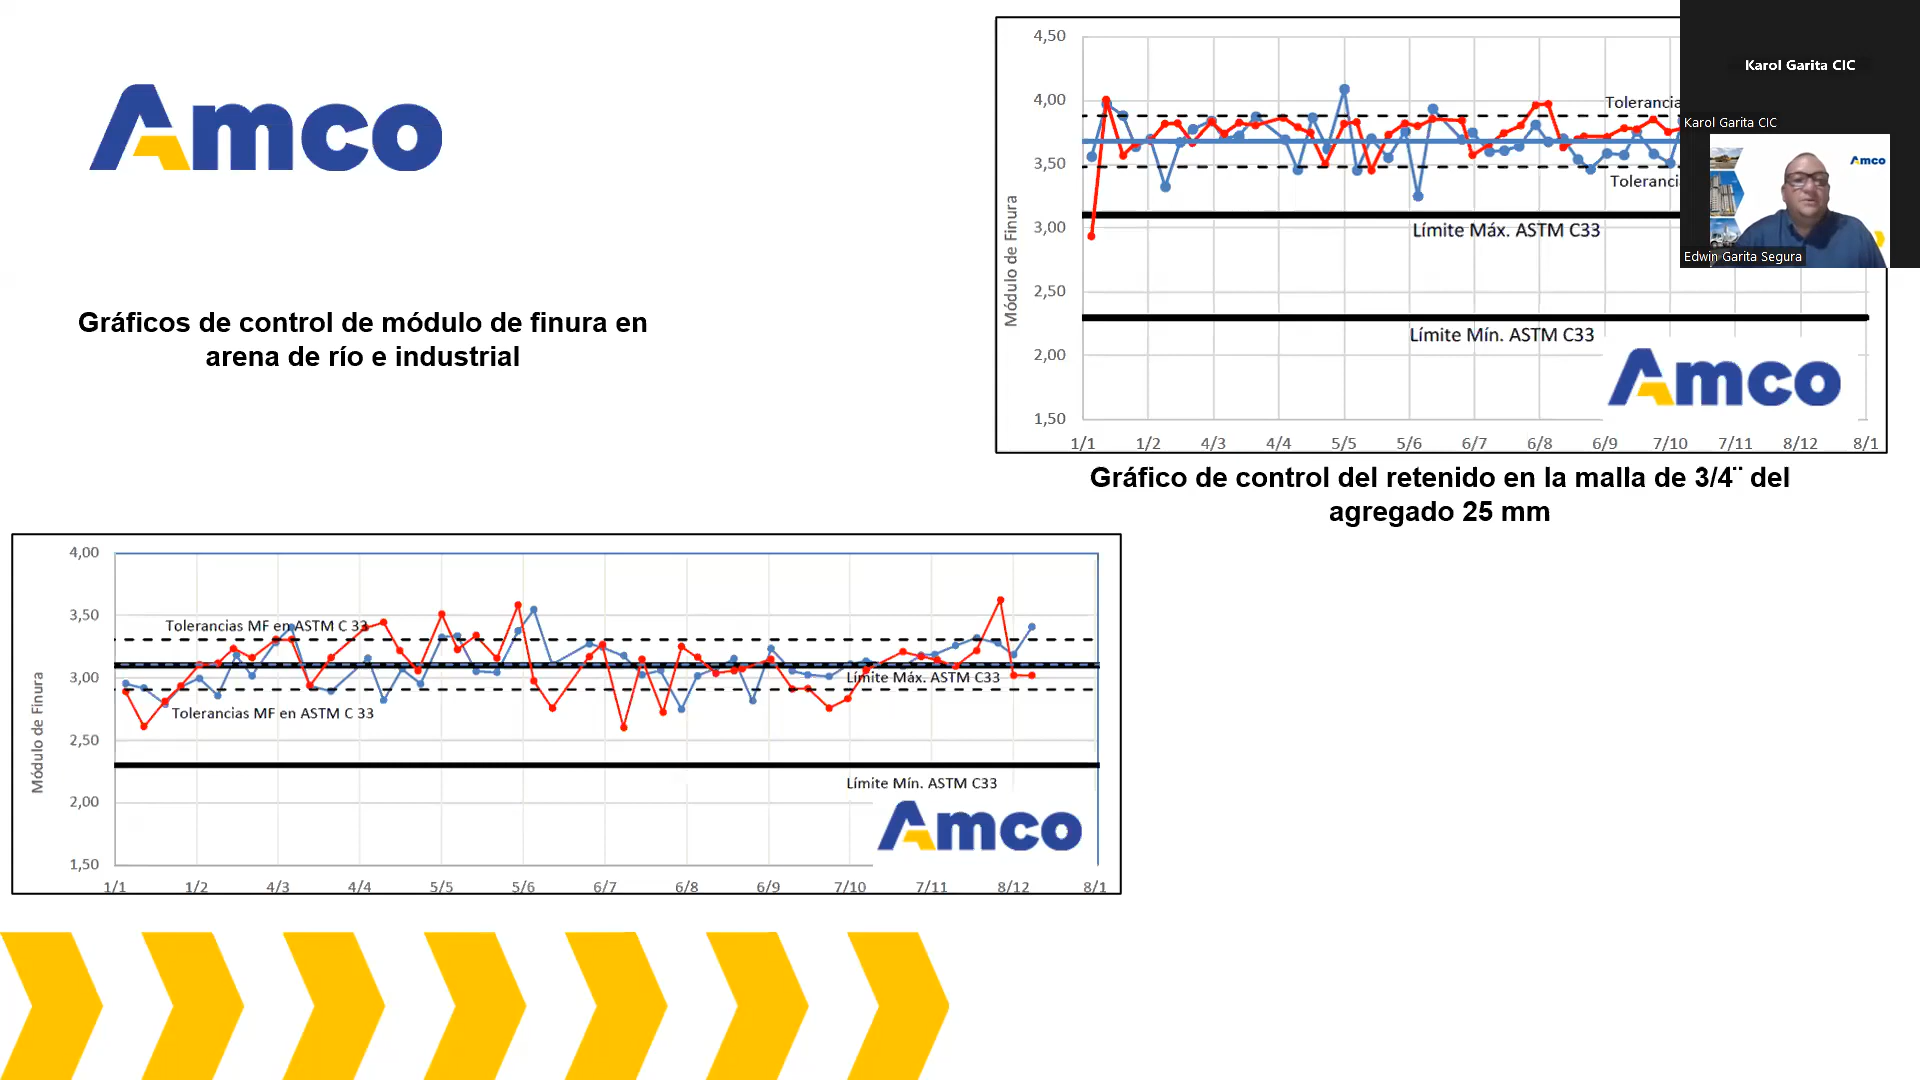 Amco
Gráficos de control de módulo de finura en
arena de río e industrial
4,50
4,00
3,50
3,00
2,50
2,00
1,50
Módulo de Finura
Tolerancia
Límite Máx. ASTM C33
Límite Mín. ASTM C33
Amco
1/1 1/2 4/3 4/4 5/5 5/6 6/7 6/8 6/9 7/10 7/11 8/12 8/1
Karol Garita CIC
Karol Garita CIC
Amco
Edwin Garita Segura
Gráfico de control del retenido en la malla de 3/4¨ del
agregado 25 mm
4,00
3,50
3,00
2,50
2,00
1,50
Módulo de Finura
Tolerancias MF en ASTM C 33
Límite Máx. ASTM C33
Tolerancias MF en ASTM C 33
Límite Mín. ASTM C33
Amco
1/1 1/2 4/3 4/4 5/5 5/6 6/7 6/8 6/9 7/10 7/11 8/12 8/1